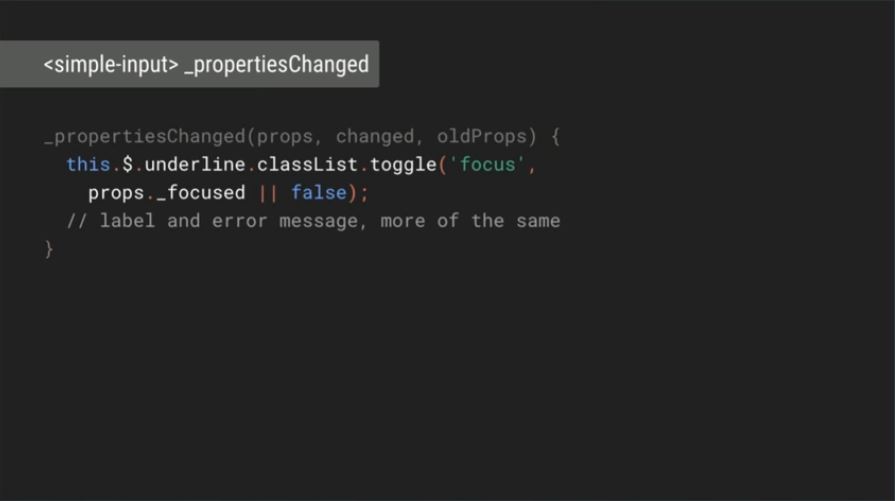 <simple-input> _propertiesChanged
_propertiesChanged(props, changed, oldProps) {
this.$.underline.classList.toggle('focus',
props._focused || false);
// label and error message, more of the same
}